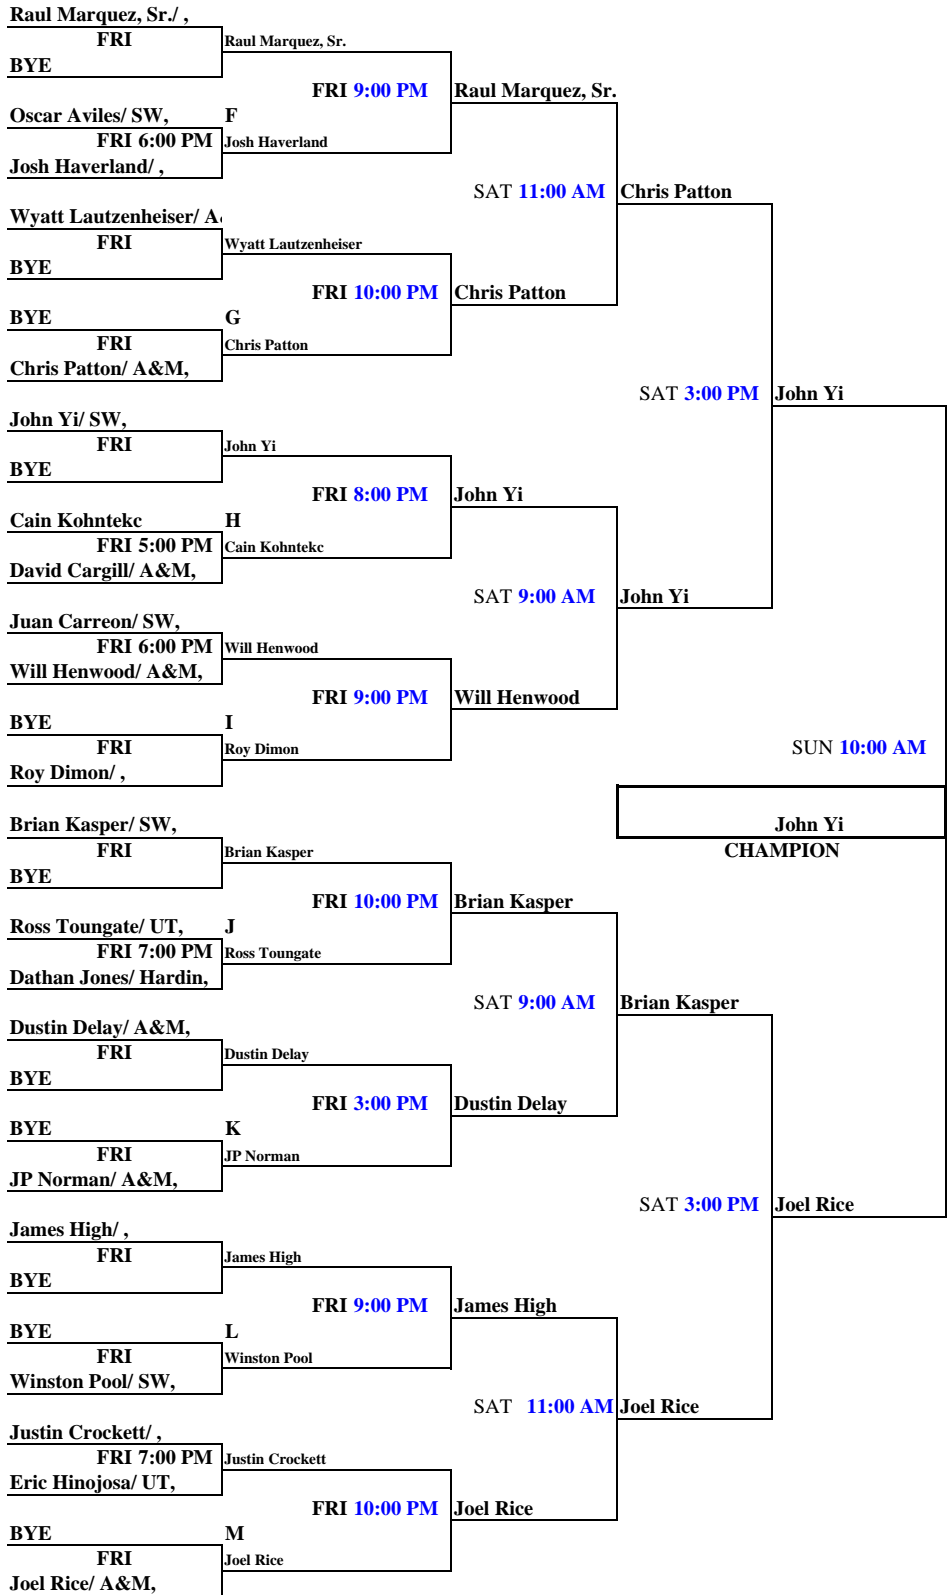 Raul Marquez, Sr./ ,
FRI
Raul Marquez, Sr.
BYE
FRI 9:00 PM
Raul Marquez, Sr.
Oscar Aviles/ SW,
F
FRI 6:00 PM
Josh Haverland
Josh Haverland/ ,
SAT 11:00 AM
Chris Patton
Wyatt Lautzenheiser/ A&
FRI
Wyatt Lautzenheiser
BYE
FRI 10:00 PM
Chris Patton
BYE
G
FRI
Chris Patton
Chris Patton/ A&M,
SAT 3:00 PM
John Yi
John Yi/ SW,
FRI
John Yi
BYE
FRI 8:00 PM
John Yi
Cain Kohntekc
H
FRI 5:00 PM
Cain Kohntekc
David Cargill/ A&M,
SAT 9:00 AM
John Yi
Juan Carreon/ SW,
FRI 6:00 PM
Will Henwood
Will Henwood/ A&M,
FRI 9:00 PM
Will Henwood
BYE
I
FRI
Roy Dimon
SUN 10:00 AM
Roy Dimon/ ,
Brian Kasper/ SW,
John Yi
FRI
Brian Kasper
CHAMPION
BYE
FRI 10:00 PM
Brian Kasper
Ross Toungate/ UT,
J
FRI 7:00 PM
Ross Toungate
Dathan Jones/ Hardin,
SAT 9:00 AM
Brian Kasper
Dustin Delay/ A&M,
FRI
Dustin Delay
BYE
FRI 3:00 PM
Dustin Delay
BYE
K
FRI
JP Norman
JP Norman/ A&M,
SAT 3:00 PM
Joel Rice
James High/ ,
FRI
James High
BYE
FRI 9:00 PM
James High
BYE
L
FRI
Winston Pool
Winston Pool/ SW,
SAT 11:00 AM
Joel Rice
Justin Crockett/ ,
FRI 7:00 PM
Justin Crockett
Eric Hinojosa/ UT,
FRI 10:00 PM
Joel Rice
BYE
M
FRI
Joel Rice
Joel Rice/ A&M,